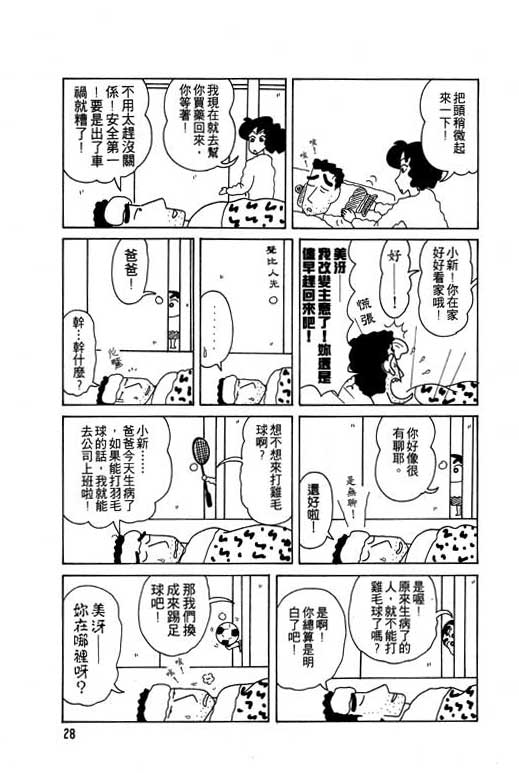 把頭稍微起
來一下！
咳！
咳！
我現在就去幫
你買藥回來，
你等著！
不用太趕沒關
係！安全第一
！要是出了車
禍就糟了！
小新！你在家
好好看家哦！
好——！
慌張
美冴——
我改變主意了！妳還是
儘早趕回來吧！
聲比人先
‥‥‥‥
爸爸！
幹…幹什麼？
你好像很
有聊耶。
是無聊！
還好啦！
想不想來打雞毛
球啊？
小新……
爸爸今天生病了
，如果能打羽毛
球的話，我就能
去公司上班啦！
是喔！
原來生病了的
人，就不能打
雞毛球了嗎？
是啊！
你總算是明
白了吧！
那我們換
成來踢足
球吧！
咳！
咳！
美冴——
妳在哪裡呀？
28